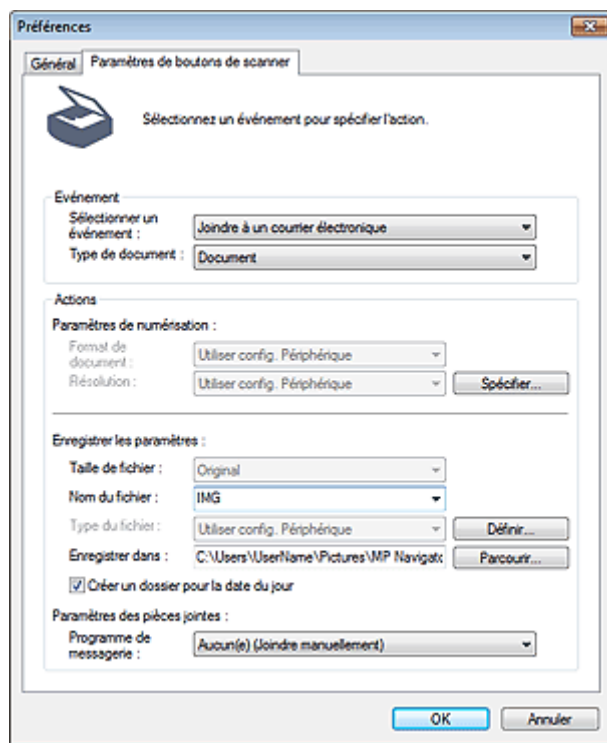 Préférences
Général
Paramètres de boutons de scanner
Sélectionnez un événement pour spécifier l'action.
Evénement
Sélectionner un
événement :
Joindre à un courrier électronique
Type de document :
Document
Actions
Paramètres de numérisation :
Format de
document :
Utiliser config. Périphérique
Résolution :
Utiliser config. Périphérique
Spécifier...
Enregistrer les paramètres :
Taille de fichier :
Original
Nom du fichier :
IMG
Type du fichier :
Utiliser config. Périphérique
Définir...
Enregistrer dans :
C:\Users\UserName\Pictures\MP Navigato
Parcourir...
Créer un dossier pour la date du jour
Paramètres des pièces jointes :
Programme de
messagerie :
Aucun(e) (Joindre manuellement)
OK
Annuler